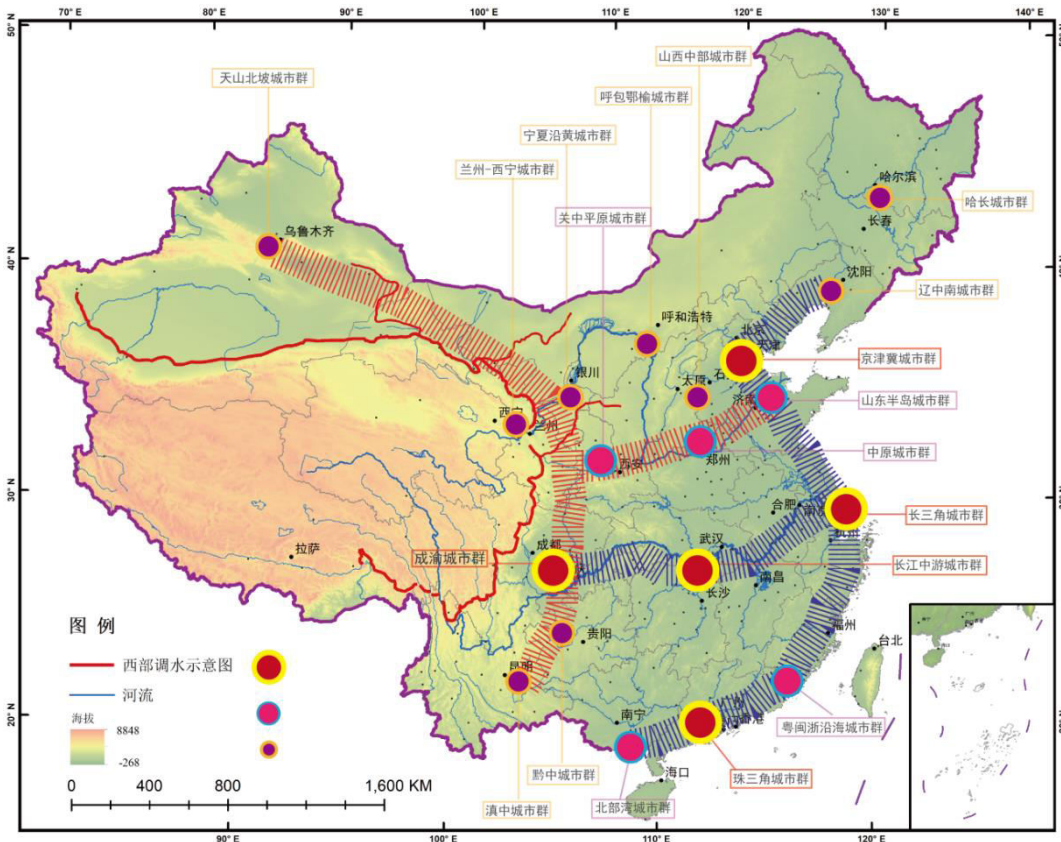 70° E
80° E
90° E
100° E
110° E
120° E
130° E
140° E
50° N
40° N
30° N
20° N
山西中部城市群
天山北坡城市群
呼包鄂榆城市群
宁夏沿黄城市群
兰州-西宁城市群
关中平原城市群
哈尔滨
哈长城市群
长春
乌鲁木齐
沈阳
辽中南城市群
呼和浩特
北京
天津
京津冀城市群
银川
太原
石
济南
山东半岛城市群
西宁
兰州
中原城市群
郑州
西安
合肥
南京
长三角城市群
杭州
武汉
成都
成渝城市群
拉萨
长江中游城市群
南昌
长沙
图 例
贵阳
福州
台北
西部调水示意图
昆明
河流
南宁
香港
粤闽浙沿海城市群
海拔
8848
-268
海口
珠三角城市群
黔中城市群
北部湾城市群
滇中城市群
0
400
800
1,600 KM
90° E
100° E
110° E
120° E